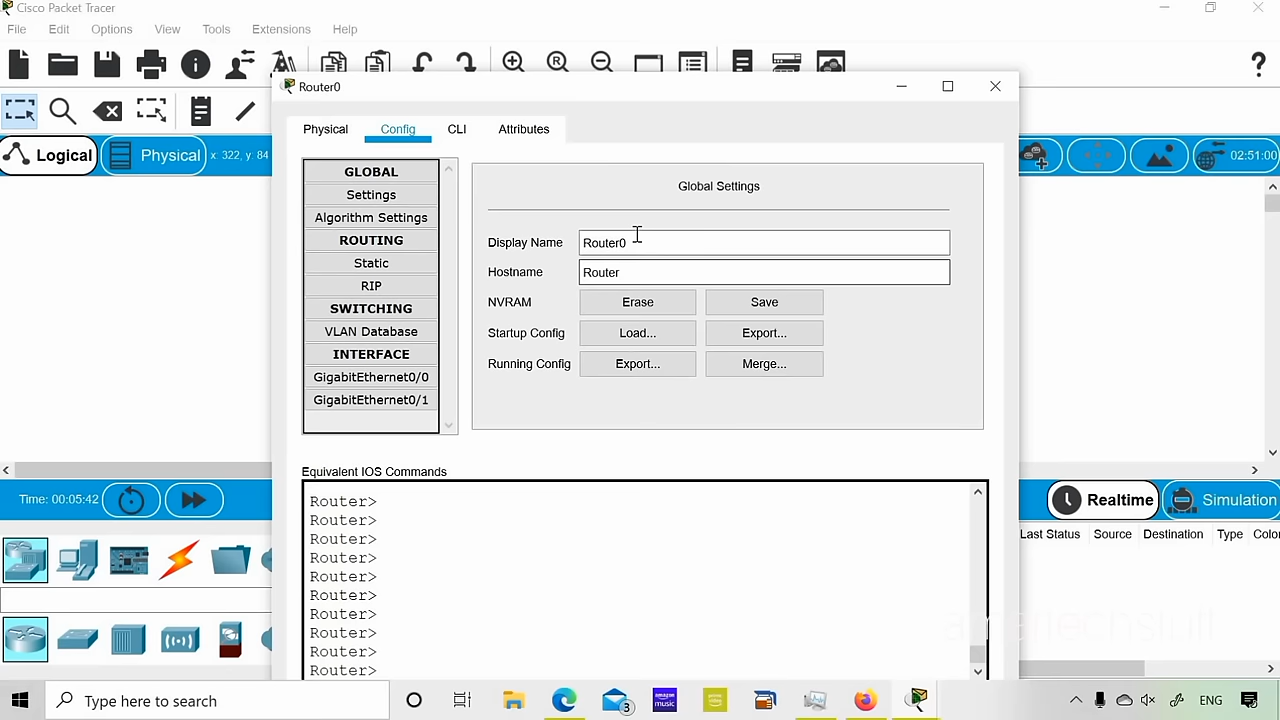 Cisco Packet Tracer
File Edit Options View Tools Extensions Help
Router0
Physical Config CLI Attributes
Logical Physical x: 322, y: 84
02:51:00
GLOBAL
Settings
Algorithm Settings
ROUTING
Static
RIP
SWITCHING
VLAN Database
INTERFACE
GigabitEthernet0/0
GigabitEthernet0/1
Global Settings
Display Name Router0
Hostname Router
NVRAM Erase Save
Startup Config Load... Export...
Running Config Export... Merge...
Equivalent IOS Commands
Router>
Router>
Router>
Router>
Router>
Router>
Router>
Router>
Router>
Router>
Time: 00:05:42
Realtime Simulation
Last Status Source Destination Type Color
Type here to search
3
amazon music
ENG